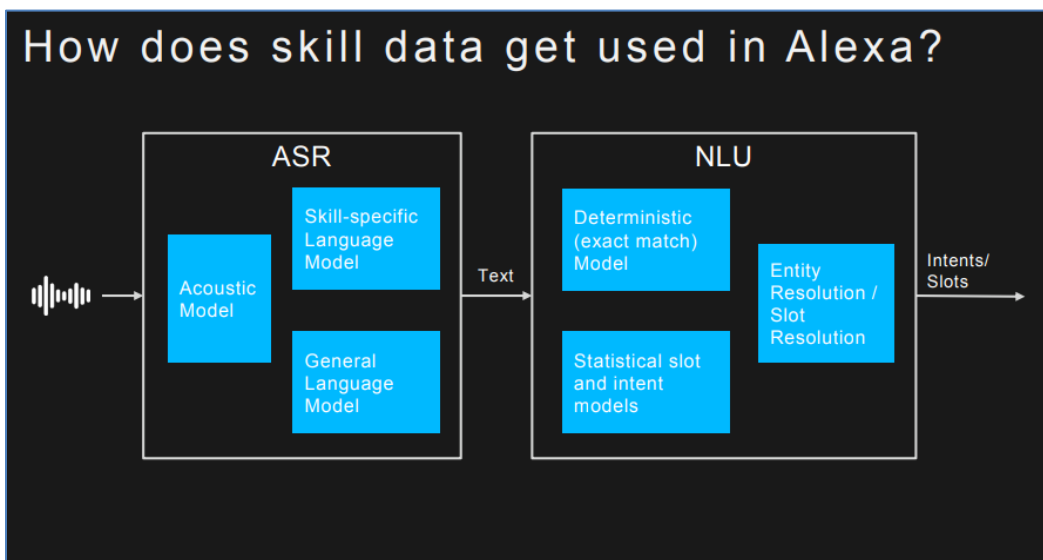 How does skill data get used in Alexa?
ASR
Acoustic
Model
Skill-specific
Language
Model
General
Language
Model
Text
NLU
Deterministic
(exact match)
Model
Statistical slot
and intent
models
Entity
Resolution /
Slot
Resolution
Intents/
Slots